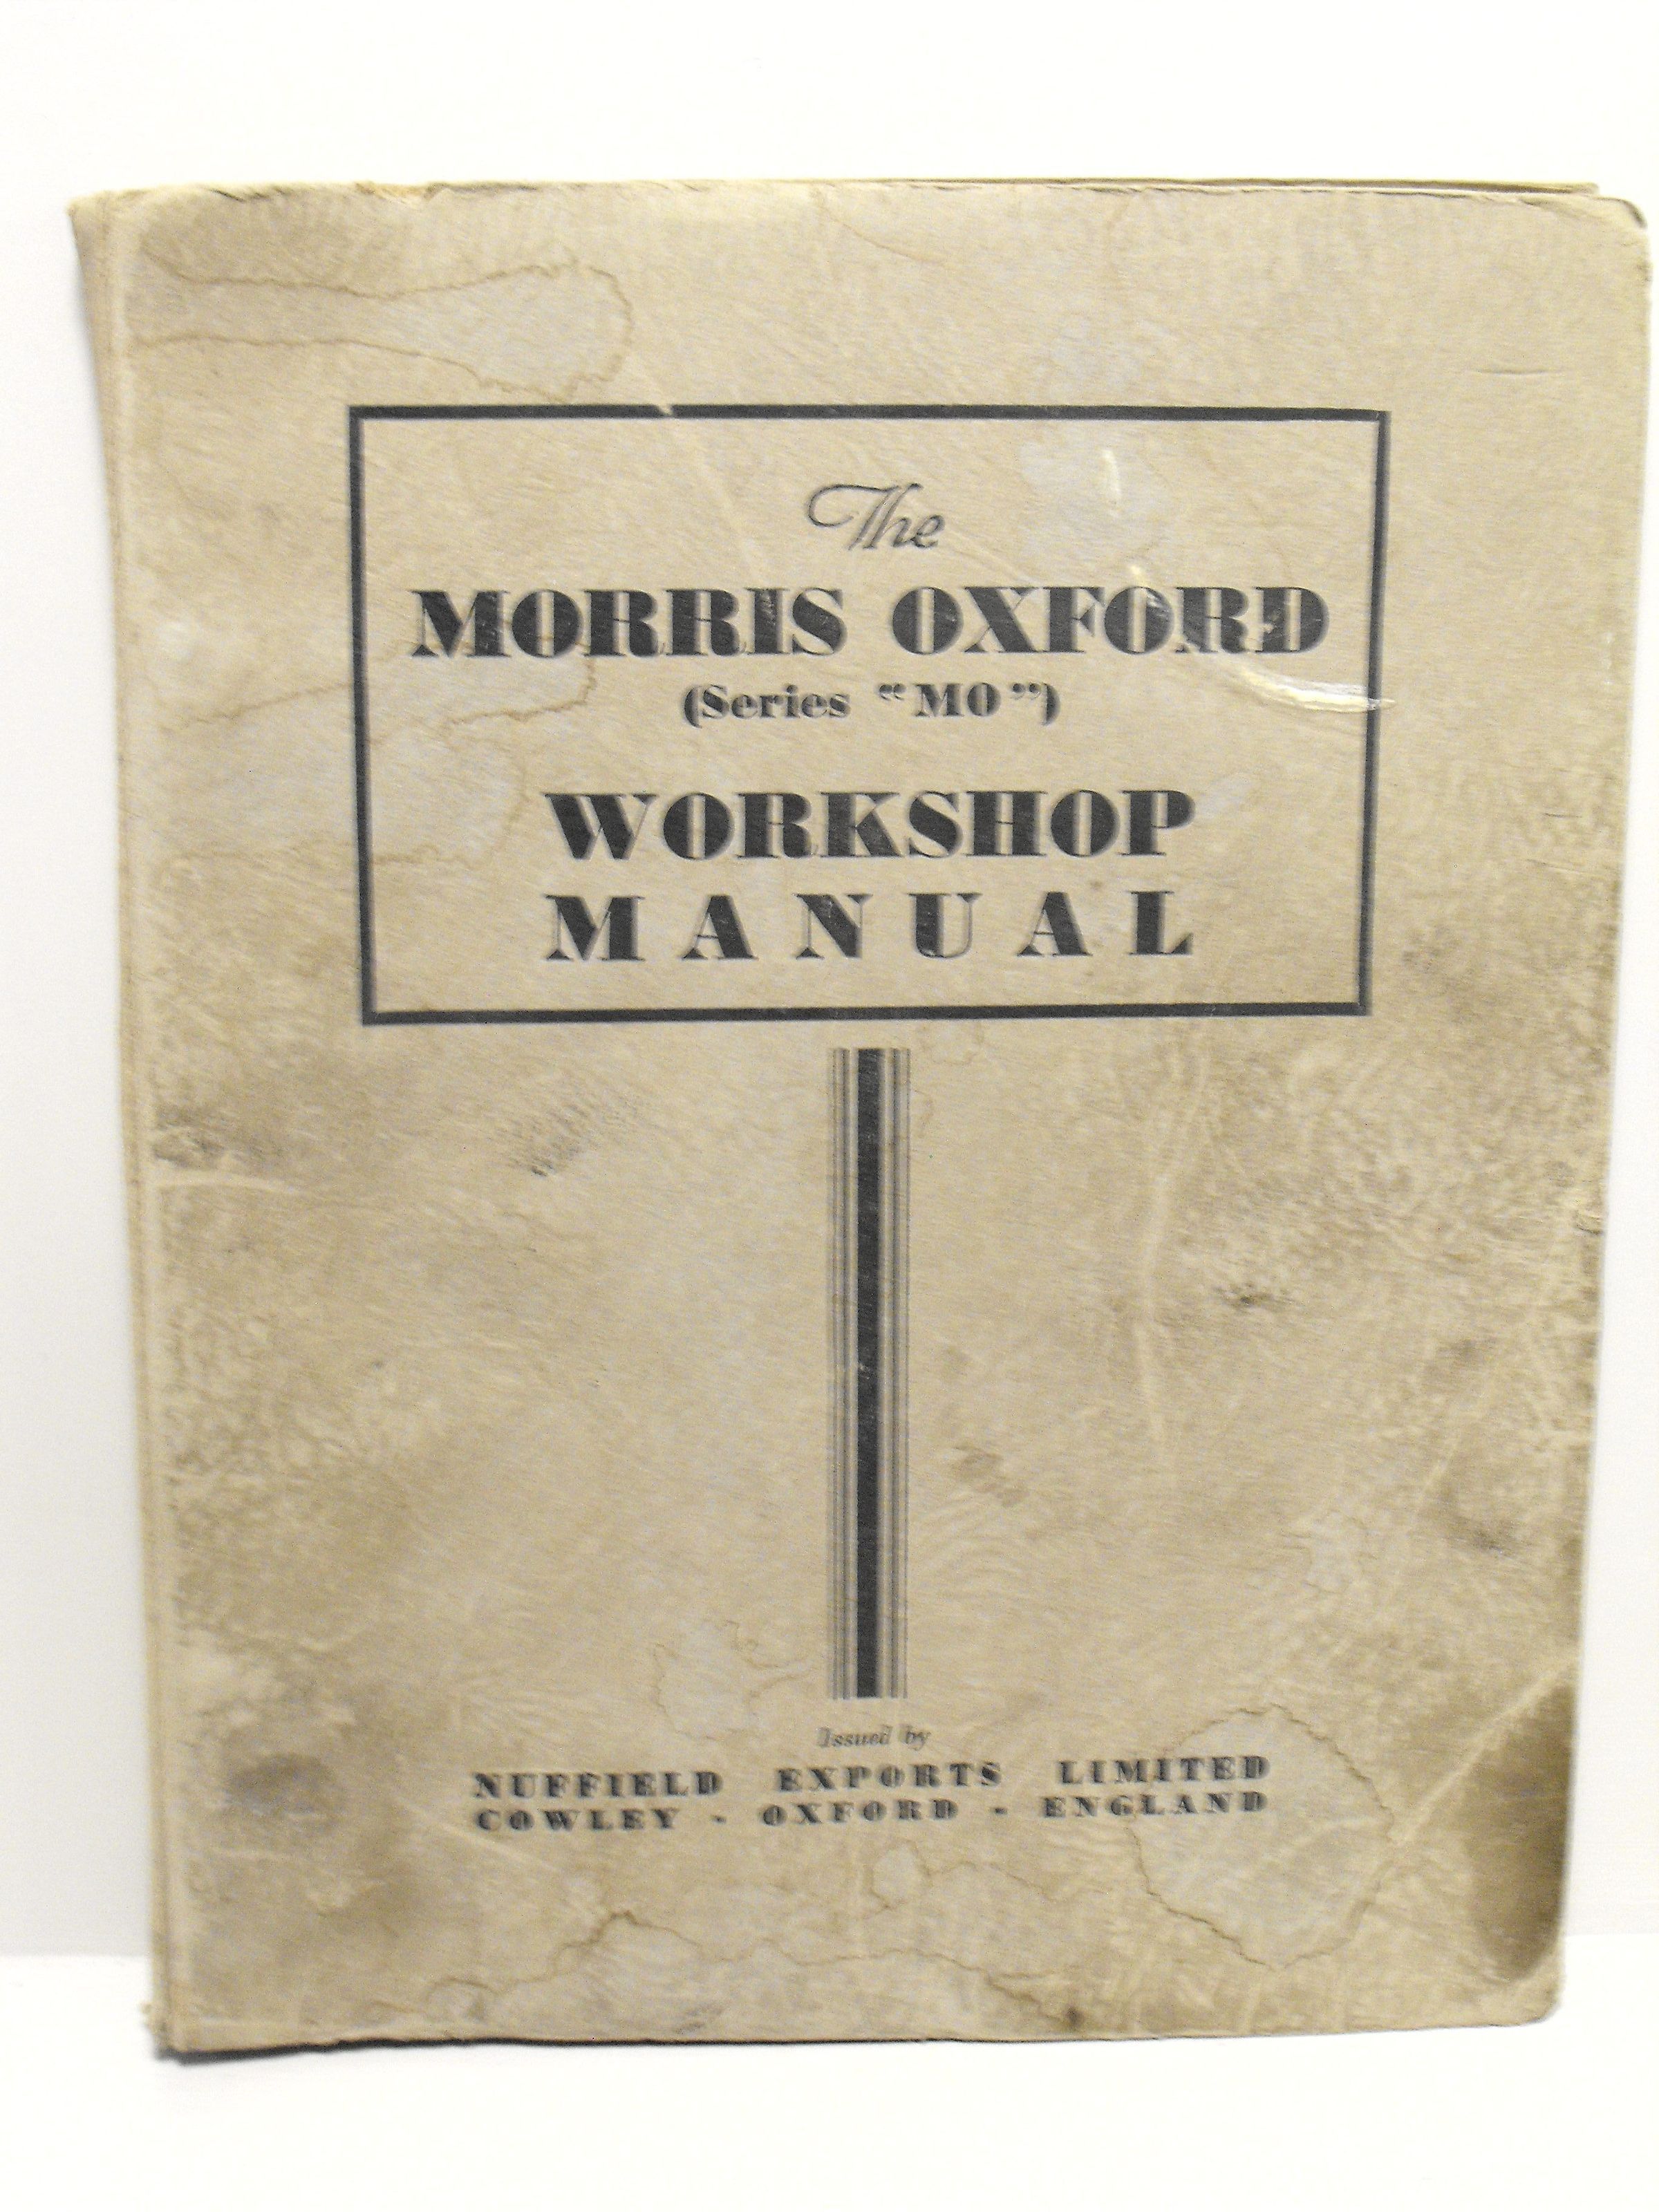 The
MORRIS OXFORD
(Series "MO")
WORKSHOP
MANUAL
Issued by
NUFFIELD EXPORTS LIMITED
COWLEY - OXFORD - ENGLAND